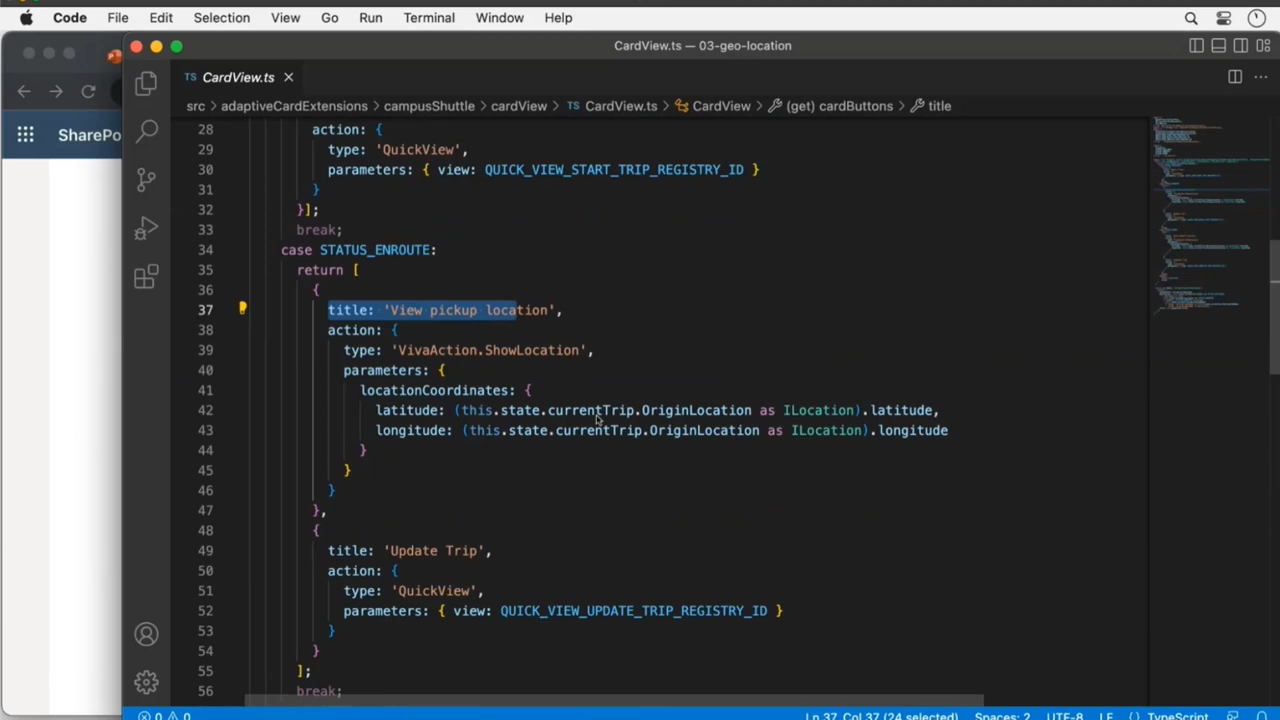 Code File Edit Selection View Go Run Terminal Window Help
CardView.ts — 03-geo-location
TS CardView.ts
SharePo
src > adaptiveCardExtensions > campusShuttle > cardView > TS CardView.ts > CardView > (get) cardButtons > title
28 action: {
29 type: 'QuickView',
30 parameters: { view: QUICK_VIEW_START_TRIP_REGISTRY_ID }
31 }
32 }];
33 break;
34 case STATUS_ENROUTE:
35 return [
36 {
37 title: 'View pickup location',
38 action: {
39 type: 'VivaAction.ShowLocation',
40 parameters: {
41 locationCoordinates: {
42 latitude: (this.state.currentTrip.OriginLocation as ILocation).latitude,
43 longitude: (this.state.currentTrip.OriginLocation as ILocation).longitude
44 }
45 }
46 }
47 },
48 {
49 title: 'Update Trip',
50 action: {
51 type: 'QuickView',
52 parameters: { view: QUICK_VIEW_UPDATE_TRIP_REGISTRY_ID }
53 }
54 }
55 ];
56 break;
0 0 Ln 37, Col 37 (24 selected) Spaces: 2 UTF-8 LF {} TypeScript